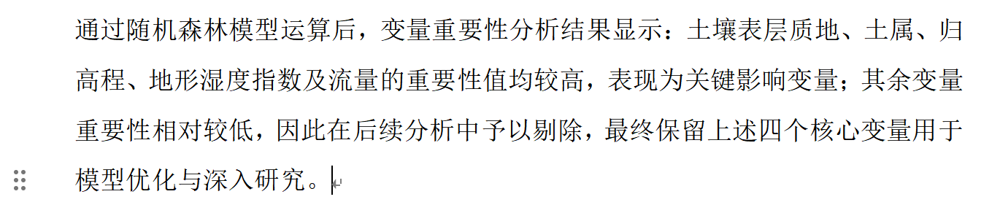 通过随机森林模型运算后，变量重要性分析结果显示：土壤表层质地、土属、归
高程、地形湿度指数及流量的重要性值均较高，表现为关键影响变量；其余变量
重要性相对较低，因此在后续分析中予以剔除，最终保留上述四个核心变量用于
模型优化与深入研究。